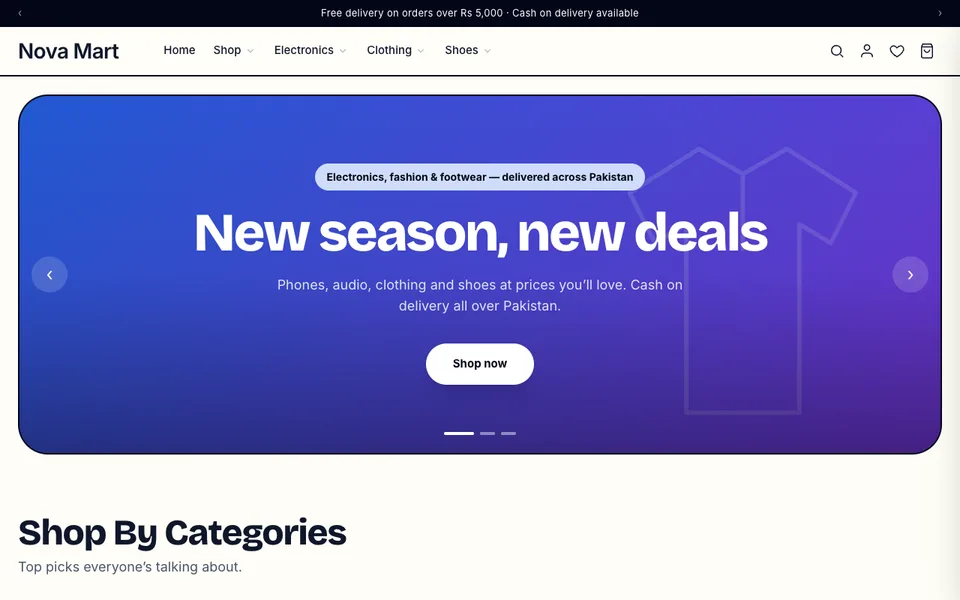 Free delivery on orders over Rs 5,000 · Cash on delivery available
Nova Mart
Home
Shop
Electronics
Clothing
Shoes
Electronics, fashion & footwear — delivered across Pakistan
New season, new deals
Phones, audio, clothing and shoes at prices you’ll love. Cash on
delivery all over Pakistan.
Shop now
Shop By Categories
Top picks everyone’s talking about.